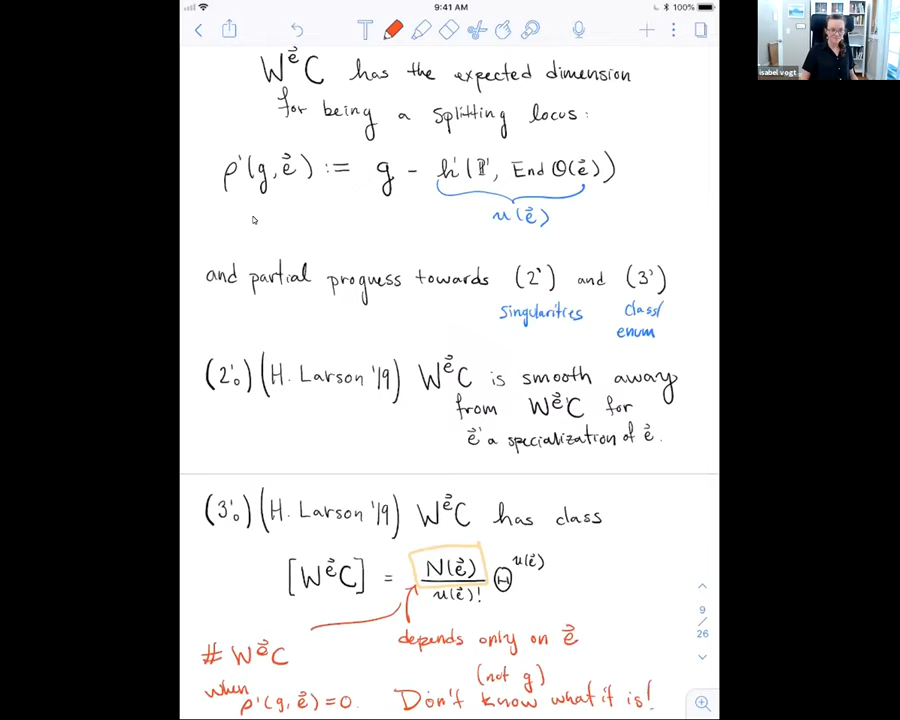 9:41 AM
100%
isabel vogt
W^e⃗ C has the expected dimension
for being a splitting locus:
ρ'(g, e⃗) := g - h¹(ℙ¹, End O(e⃗))
u(e⃗)
and partial progress towards (2') and (3')
singularities class/
enum
(2'₀) (H. Larson '19) W^e⃗ C is smooth away
from W^e⃗' C for
e⃗' a specialization of e⃗.
(3'₀) (H. Larson '19) W^e⃗ C has class
[W^e⃗ C] = N(e⃗)/u(e⃗)! Θ^u(e⃗)
depends only on e⃗
# W^e⃗ C
(not g)
when
ρ'(g, e⃗) = 0. Don't know what it is!
9
/
26